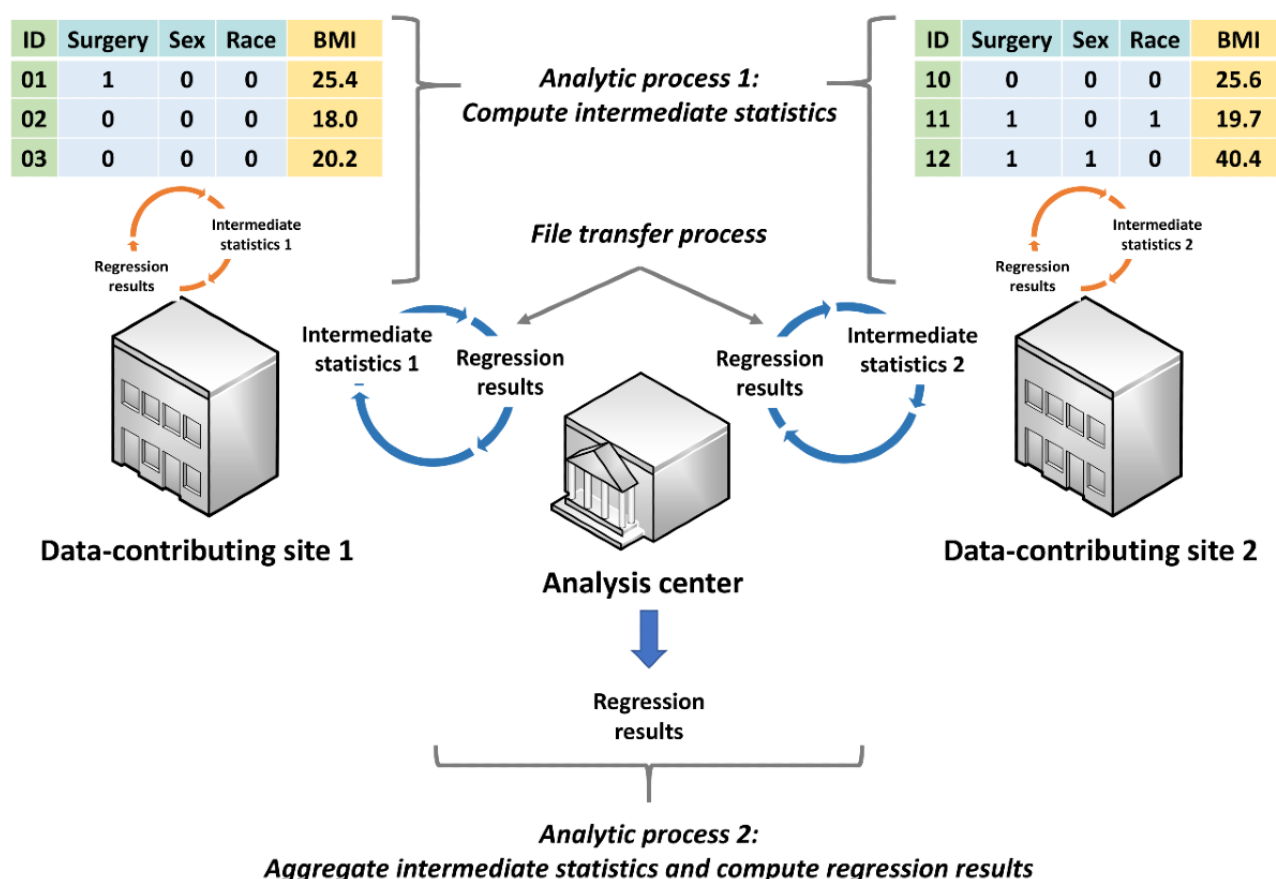 ID Surgery Sex Race BMI
01 1 0 0 25.4
02 0 0 0 18.0
03 0 0 0 20.2
Analytic process 1:
Compute intermediate statistics
ID Surgery Sex Race BMI
10 0 0 0 25.6
11 1 0 1 19.7
12 1 1 0 40.4
Intermediate
statistics 1
Regression
results
File transfer process
Intermediate
statistics 2
Regression
results
Intermediate
statistics 1
Regression
results
Regression
results
Intermediate
statistics 2
Data-contributing site 1
Analysis center
Data-contributing site 2
Regression
results
Analytic process 2:
Aggregate intermediate statistics and compute regression results